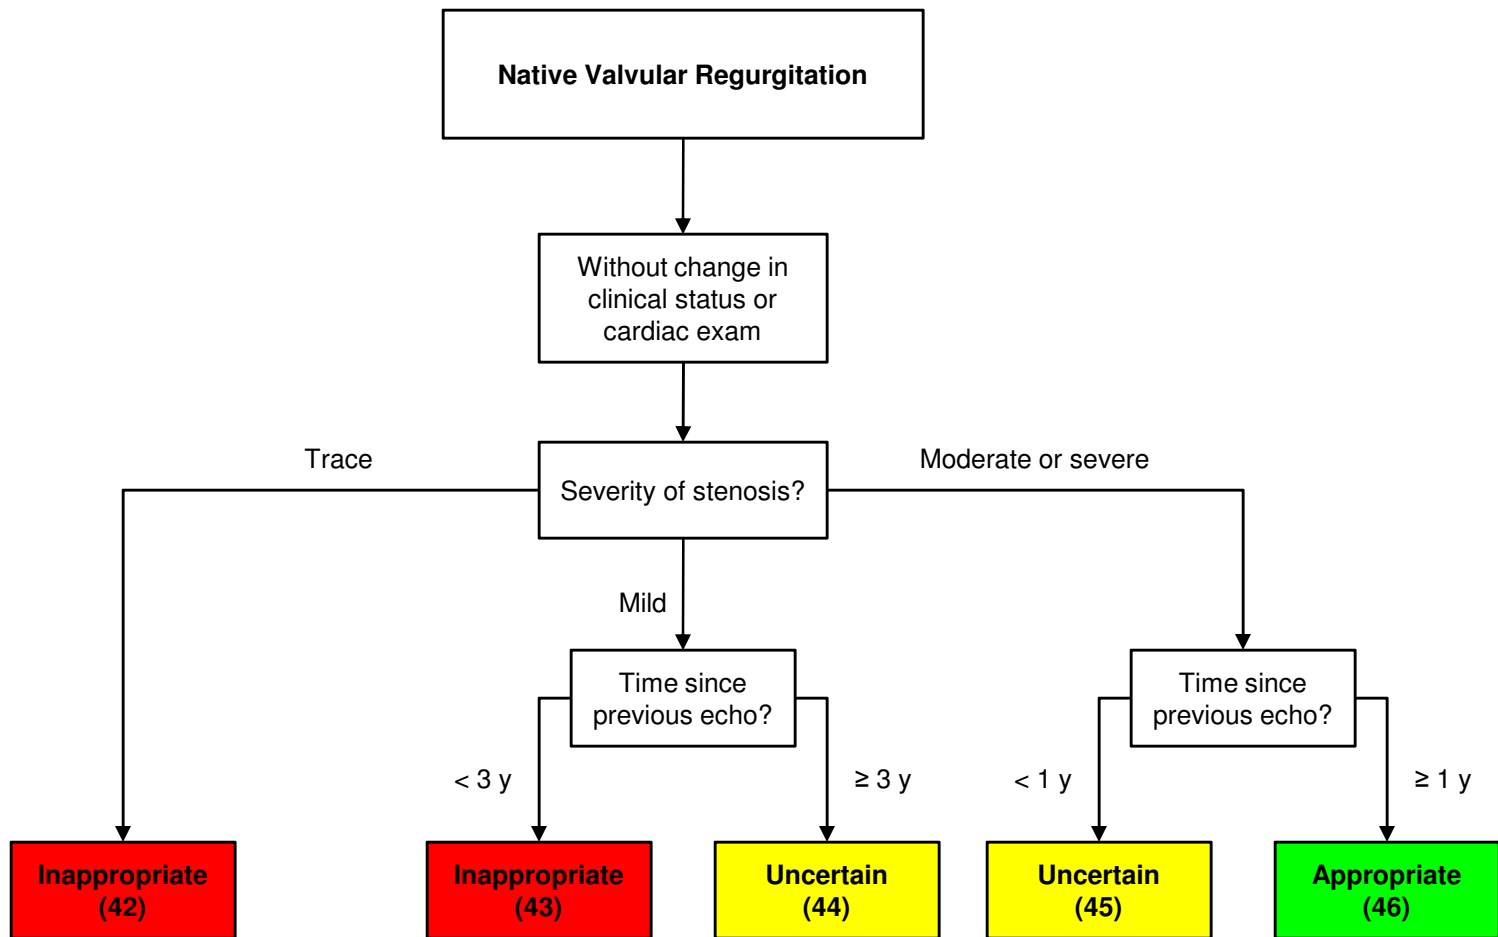 Native Valvular Regurgitation
Without change in
clinical status or
cardiac exam
Trace
Moderate or severe
Severity of stenosis?
Mild
Time since
previous echo?
Time since
previous echo?
< 3 y
≥ 3 y
< 1 y
≥ 1 y
Inappropriate
(42)
Inappropriate
(43)
Uncertain
(44)
Uncertain
(45)
Appropriate
(46)